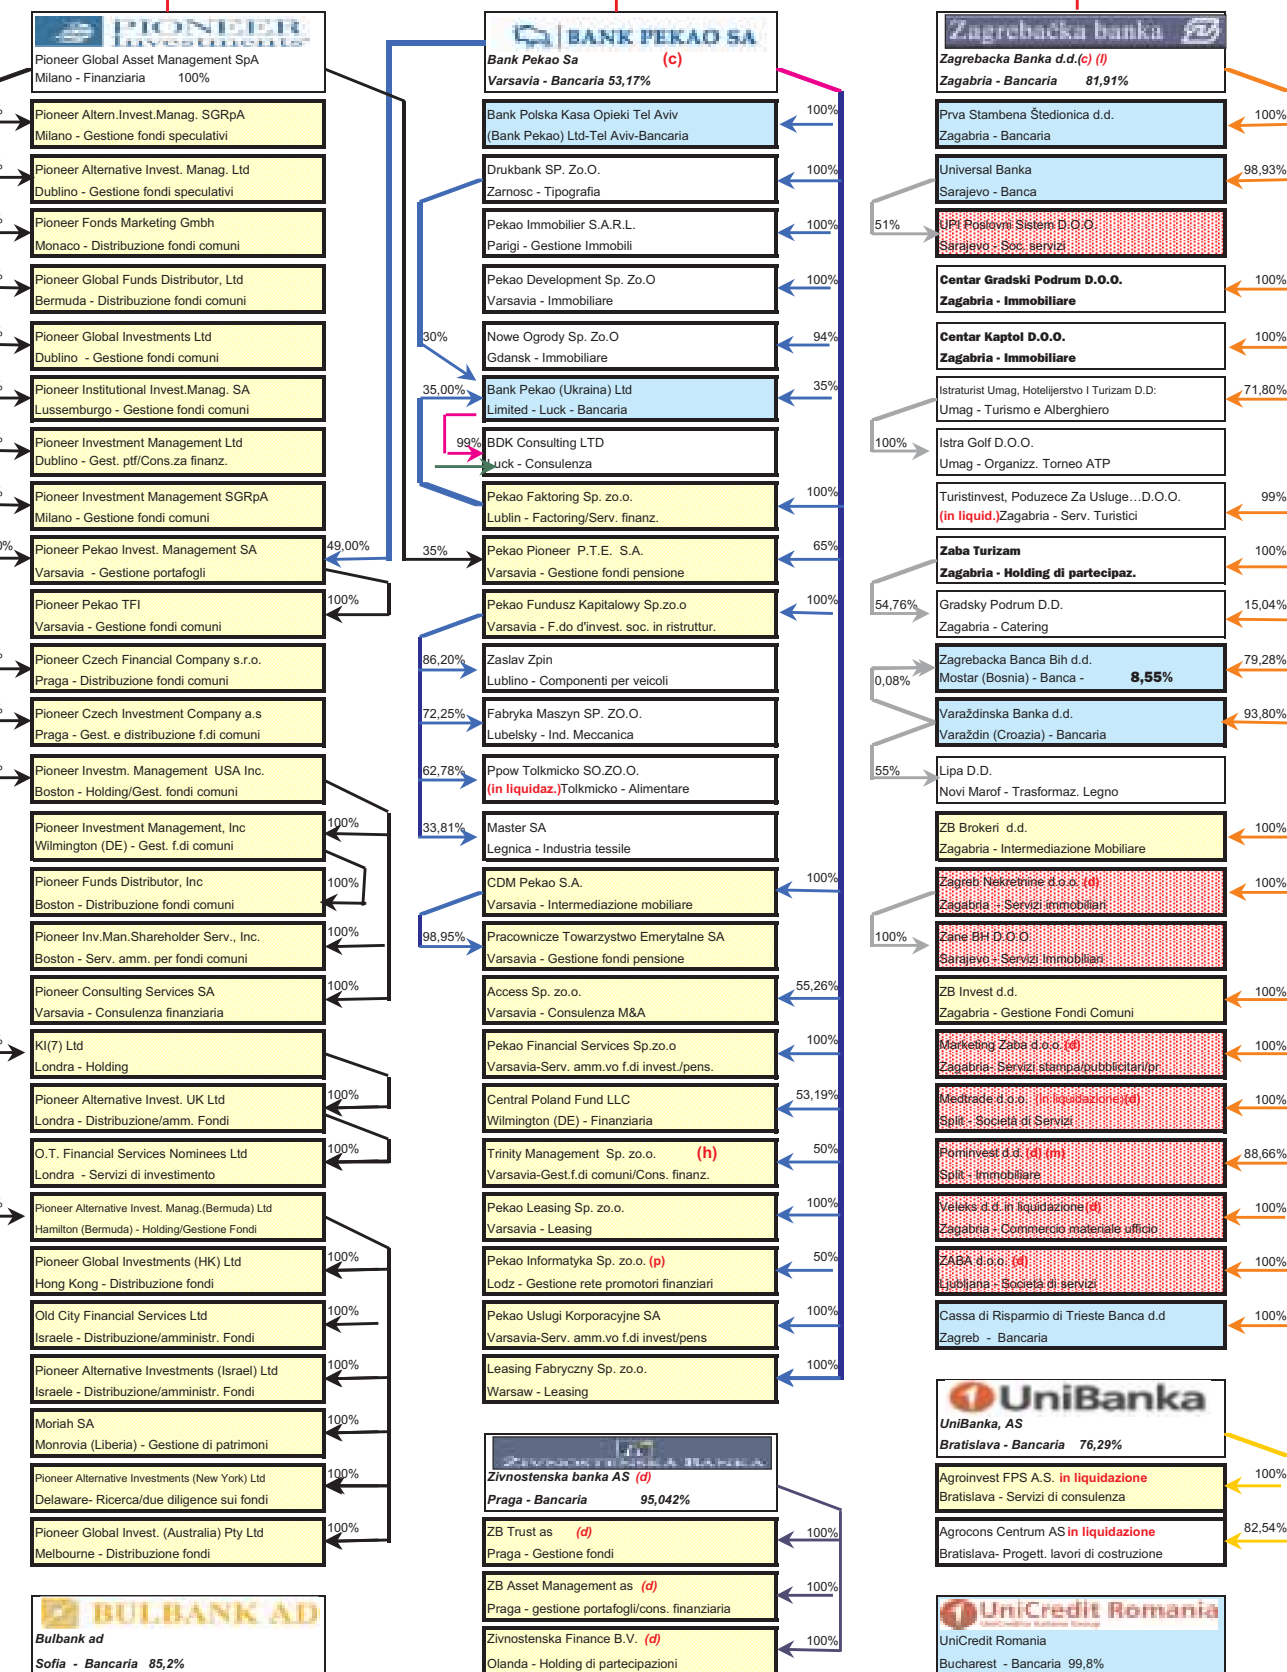 PIONEER
Investments
Pioneer Global Asset Management SpA
Milano - Finanziaria 100%
Pioneer Altern.Invest.Manag. SGRpA
Milano - Gestione fondi speculativi
Pioneer Alternative Invest. Manag. Ltd
Dublino - Gestione fondi speculativi
Pioneer Fonds Marketing Gmbh
Monaco - Distribuzione fondi comuni
Pioneer Global Funds Distributor, Ltd
Bermuda - Distribuzione fondi comuni
Pioneer Global Investments Ltd
Dublino - Gestione fondi comuni
Pioneer Institutional Invest.Manag. SA
Lussemburgo - Gestione fondi comuni
Pioneer Investment Management Ltd
Dublino - Gest. ptf/Cons.za finanz.
Pioneer Investment Management SGRpA
Milano - Gestione fondi comuni
0%
Pioneer Pekao Invest. Management SA
49,00%
Varsavia - Gestione portafogli
Pioneer Pekao TFI
100%
Varsavia - Gestione fondi comuni
Pioneer Czech Financial Company s.r.o.
Praga - Distribuzione fondi comuni
Pioneer Czech Investment Company a.s
Praga - Gest. e distribuzione f.di comuni
Pioneer Investm. Management USA Inc.
Boston - Holding/Gest. fondi comuni
Pioneer Investment Management, Inc
100%
Wilmington (DE) - Gest. f.di comuni
Pioneer Funds Distributor, Inc
100%
Boston - Distribuzione fondi comuni
Pioneer Inv.Man.Shareholder Serv., Inc.
100%
Boston - Serv. amm. per fondi comuni
Pioneer Consulting Services SA
100%
Varsavia - Consulenza finanziaria
KI(7) Ltd
Londra - Holding
Pioneer Alternative Invest. UK Ltd
100%
Londra - Distribuzione/amm. Fondi
O.T. Financial Services Nominees Ltd
100%
Londra - Servizi di investimento
Pioneer Alternative Invest. Manag.(Bermuda) Ltd
Hamilton (Bermuda) - Holding/Gestione Fondi
Pioneer Global Investments (HK) Ltd
100%
Hong Kong - Distribuzione fondi
Old City Financial Services Ltd
100%
Israele - Distribuzione/amministr. Fondi
Pioneer Alternative Investments (Israel) Ltd
100%
Israele - Distribuzione/amministr. Fondi
Moriah SA
100%
Monrovia (Liberia) - Gestione di patrimoni
Pioneer Alternative Investments (New York) Ltd
100%
Delaware- Ricerca/due diligence sui fondi
Pioneer Global Invest. (Australia) Pty Ltd
100%
Melbourne - Distribuzione fondi
BULBANK AD
Bulbank ad
Sofia - Bancaria 85,2%
BANK PEKAO SA
Bank Pekao Sa (c)
Varsavia - Bancaria 53,17%
Bank Polska Kasa Opieki Tel Aviv
100%
(Bank Pekao) Ltd-Tel Aviv-Bancaria
Drukbank SP. Zo.O.
100%
Zarnosc - Tipografia
Pekao Immobilier S.A.R.L.
100%
Parigi - Gestione Immobili
Pekao Development Sp. Zo.O
100%
Varsavia - Immobiliare
30%
Nowe Ogrody Sp. Zo.O
94%
Gdansk - Immobiliare
35,00%
Bank Pekao (Ukraina) Ltd
35%
Limited - Luck - Bancaria
99%
BDK Consulting LTD
Luck - Consulenza
Pekao Faktoring Sp. zo.o.
100%
Lublin - Factoring/Serv. finanz.
35%
Pekao Pioneer P.T.E. S.A.
65%
Varsavia - Gestione fondi pensione
Pekao Fundusz Kapitalowy Sp.zo.o
100%
Varsavia - F.do d'invest. soc. in ristruttur.
86,20%
Zaslav Zpin
Lublino - Componenti per veicoli
72,25%
Fabryka Maszyn SP. ZO.O.
Lubelsky - Ind. Meccanica
62,78%
Ppow Tolkmicko SO.ZO.O.
(in liquidaz.)Tolkmicko - Alimentare
33,81%
Master SA
Legnica - Industria tessile
CDM Pekao S.A.
100%
Varsavia - Intermediazione mobiliare
98,95%
Pracownicze Towarzystwo Emerytalne SA
Varsavia - Gestione fondi pensione
Access Sp. zo.o.
55,26%
Varsavia - Consulenza M&A
Pekao Financial Services Sp.zo.o
100%
Varsavia-Serv. amm.vo f.di invest./pens.
Central Poland Fund LLC
53,19%
Wilmington (DE) - Finanziaria
Trinity Management Sp. zo.o. (h)
50%
Varsavia-Gest.f.di comuni/Cons. finanz.
Pekao Leasing Sp. zo.o.
100%
Varsavia - Leasing
Pekao Informatyka Sp. zo.o. (p)
50%
Lodz - Gestione rete promotori finanziari
Pekao Uslugi Korporacyjne SA
100%
Varsavia-Serv. amm.vo f.di invest/pens
Leasing Fabryczny Sp. zo.o.
100%
Warsaw - Leasing
ZIVNOSTENSKA BANKA
Zivnostenska banka AS (d)
Praga - Bancaria 95,042%
ZB Trust as (d)
100%
Praga - Gestione fondi
ZB Asset Management as (d)
100%
Praga - gestione portafogli/cons. finanziaria
Zivnostenska Finance B.V. (d)
100%
Olanda - Holding di partecipazioni
Zagrebačka banka
Zagrebacka Banka d.d.(c) (l)
Zagabria - Bancaria 81,91%
Prva Stambena Štedionica d.d.
100%
Zagabria - Bancaria
Universal Banka
98,93%
Sarajevo - Banca
51%
UPI Poslovni Sistem D.O.O.
Sarajevo - Soc. servizi
Centar Gradski Podrum D.O.O.
100%
Zagabria - Immobiliare
Centar Kaptol D.O.O.
100%
Zagabria - Immobiliare
Istraturist Umag, Hotelijerstvo I Turizam D.D:
71,80%
Umag - Turismo e Alberghiero
100%
Istra Golf D.O.O.
Umag - Organizz. Torneo ATP
Turistinvest, Poduzece Za Usluge…D.O.O.
99%
(in liquid.)Zagabria - Serv. Turistici
Zaba Turizam
100%
Zagabria - Holding di partecipaz.
54,76%
Gradsky Podrum D.D.
15,04%
Zagabria - Catering
Zagrebacka Banca Bih d.d.
79,28%
0,08%
Mostar (Bosnia) - Banca - 8,55%
Varaždinska Banka d.d.
93,80%
Varaždin (Croazia) - Bancaria
55%
Lipa D.D.
Novi Marof - Trasformaz. Legno
ZB Brokeri d.d.
100%
Zagabria - Intermediazione Mobiliare
Zagreb Nekretnine d.o.o. (d)
100%
Zagabria - Servizi immobiliari
100%
Zane BH D.O.O.
Sarajevo - Servizi Immobiliari
ZB Invest d.d.
100%
Zagabria - Gestione Fondi Comuni
Marketing Zaba d.o.o. (d)
100%
Zagabria- Servizi stampa/pubblicitari/pr
Medtrade d.o.o. (in liquidazione)(d)
100%
Split - Società di Servizi
Pominvest d.d. (d) (m)
88,66%
Split - Immobiliare
Veleks d.d. in liquidazione(d)
100%
Zagabria - Commercio materiale ufficio
ZABA d.o.o. (d)
100%
Ljubljana - Società di servizi
Cassa di Risparmio di Trieste Banca d.d
100%
Zagreb - Bancaria
UniBanka
UniBanka, AS
Bratislava - Bancaria 76,29%
Agroinvest FPS A.S. in liquidazione
100%
Bratislava - Servizi di consulenza
Agrocons Centrum AS in liquidazione
82,54%
Bratislava- Progett. lavori di costruzione
UniCredit Romania
UniCredit Romania
Bucharest - Bancaria 99,8%